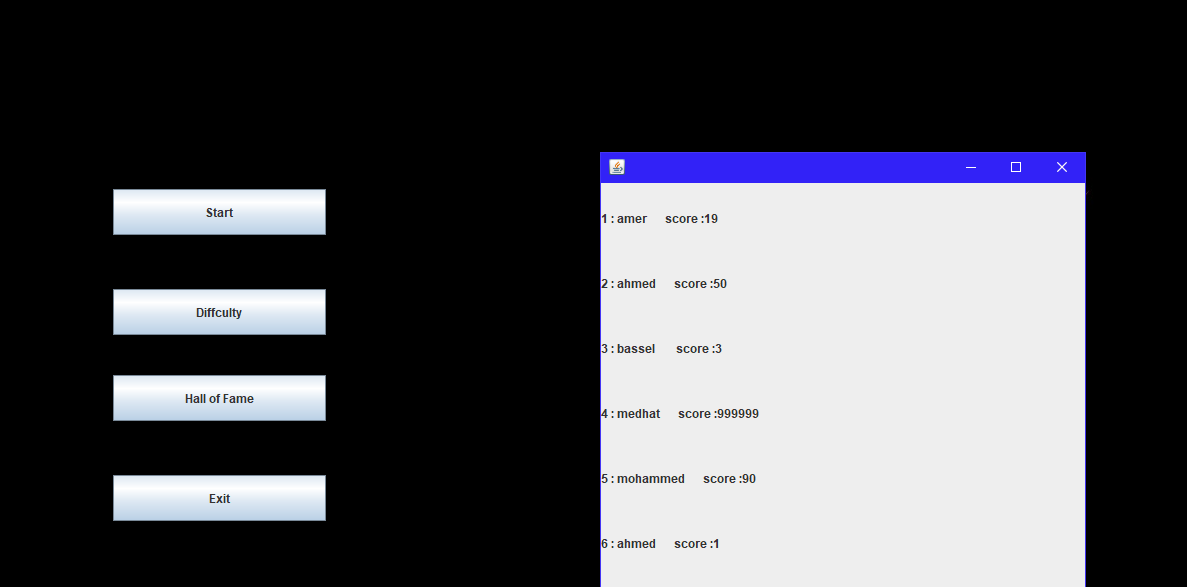 Start
Diffculty
Hall of Fame
Exit
1 : amer score :19
2 : ahmed score :50
3 : bassel score :3
4 : medhat score :999999
5 : mohammed score :90
6 : ahmed score :1